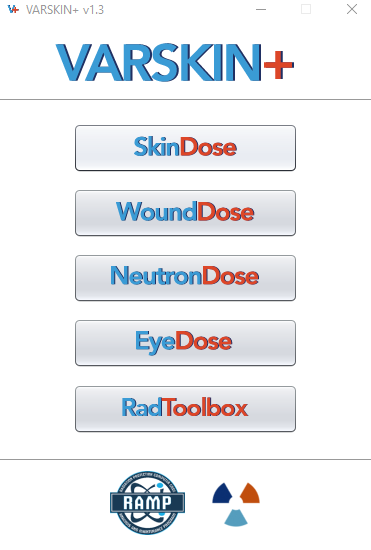 VARSKIN+ v1.3
VARSKIN+
SkinDose
WoundDose
NeutronDose
EyeDose
RadToolbox
RAMP